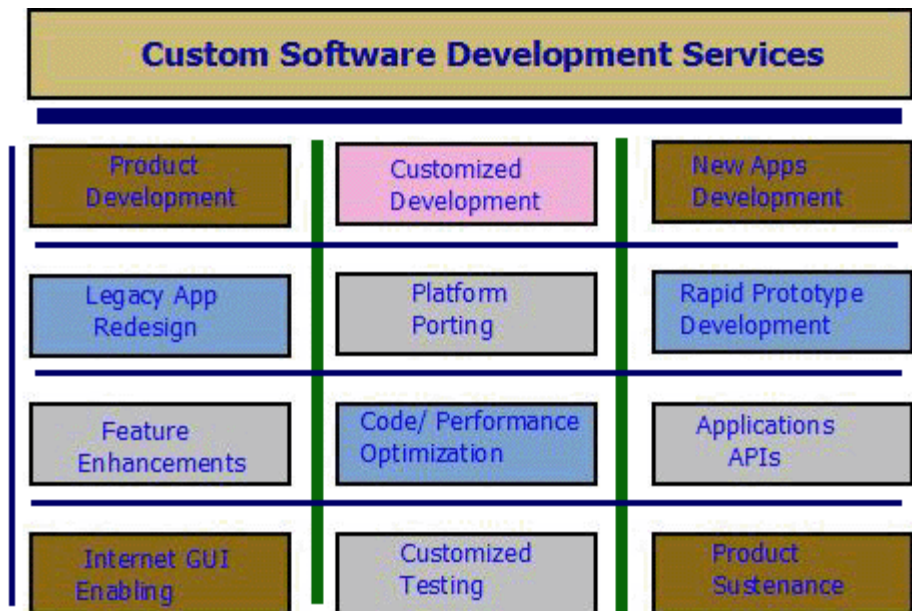 Custom Software Development Services
Product
Development
Customized
Development
New Apps
Development
Legacy App
Redesign
Platform
Porting
Rapid Prototype
Development
Feature
Enhancements
Code/ Performance
Optimization
Applications
APIs
Internet GUI
Enabling
Customized
Testing
Product
Sustenance